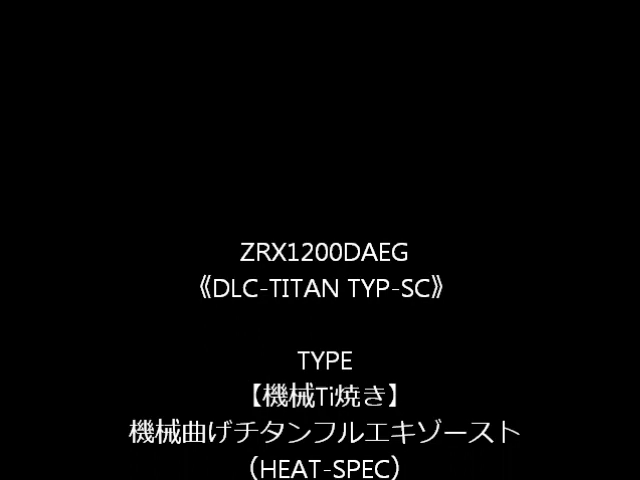 ZRX1200DAEG
《DLC-TITAN TYP-SC》
TYPE
【機械Ti焼き】
機械曲げチタンフルエキゾースト
（HEAT-SPEC）